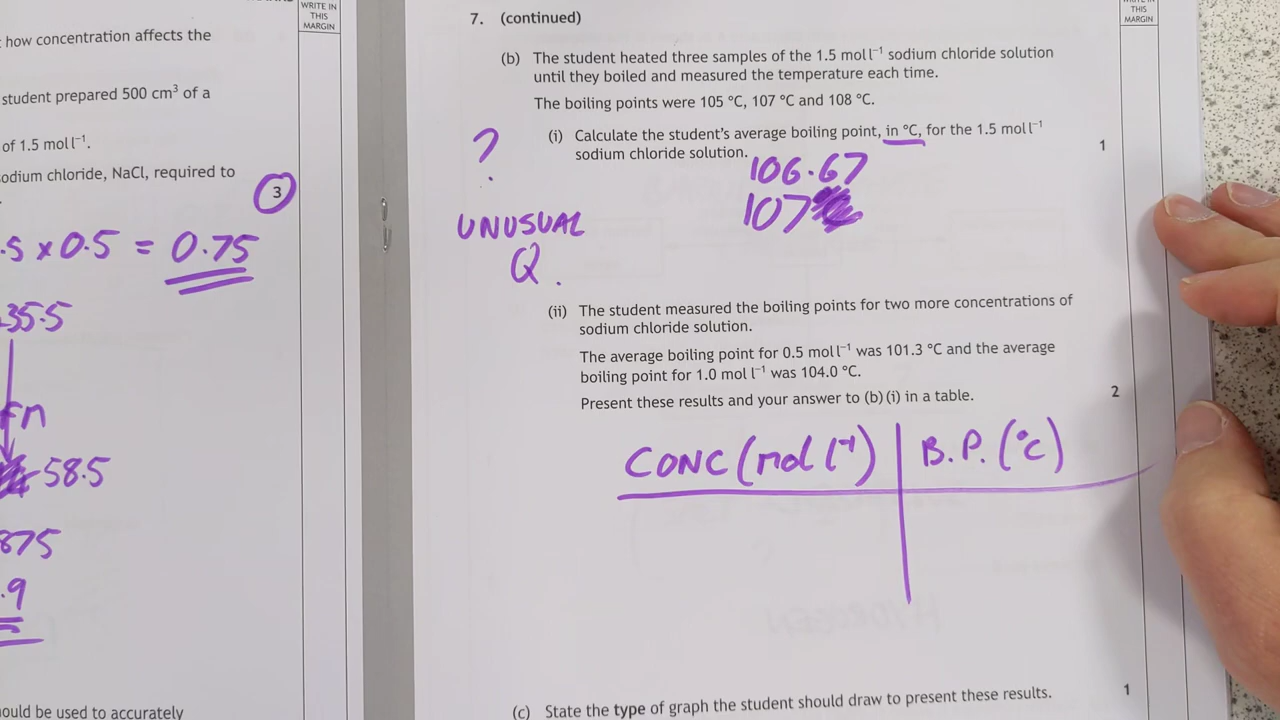 WRITE IN
THIS
MARGIN
how concentration affects the
student prepared 500 cm³ of a
of 1.5 mol l⁻¹.
sodium chloride, NaCl, required to
3
.5 x 0.5 = 0.75
35.5
58.5
875
.9
should be used to accurately
THIS
MARGIN
7. (continued)
(b) The student heated three samples of the 1.5 mol l⁻¹ sodium chloride solution
until they boiled and measured the temperature each time.
The boiling points were 105 °C, 107 °C and 108 °C.
(i) Calculate the student's average boiling point, in °C, for the 1.5 mol l⁻¹
sodium chloride solution.
1
?
106.67
107
UNUSUAL
Q.
(ii) The student measured the boiling points for two more concentrations of
sodium chloride solution.
The average boiling point for 0.5 mol l⁻¹ was 101.3 °C and the average
boiling point for 1.0 mol l⁻¹ was 104.0 °C.
Present these results and your answer to (b)(i) in a table.
2
CONC (mol l⁻¹) B.P. (°C)
(c) State the type of graph the student should draw to present these results.
1